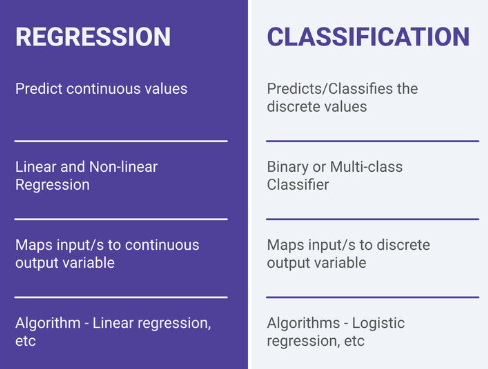 REGRESSION
Predict continuous values
Linear and Non-linear
Regression
Maps input/s to continuous
output variable
Algorithm - Linear regression,
etc
CLASSIFICATION
Predicts/Classifies the
discrete values
Binary or Multi-class
Classifier
Maps input/s to discrete
output variable
Algorithms - Logistic
regression, etc